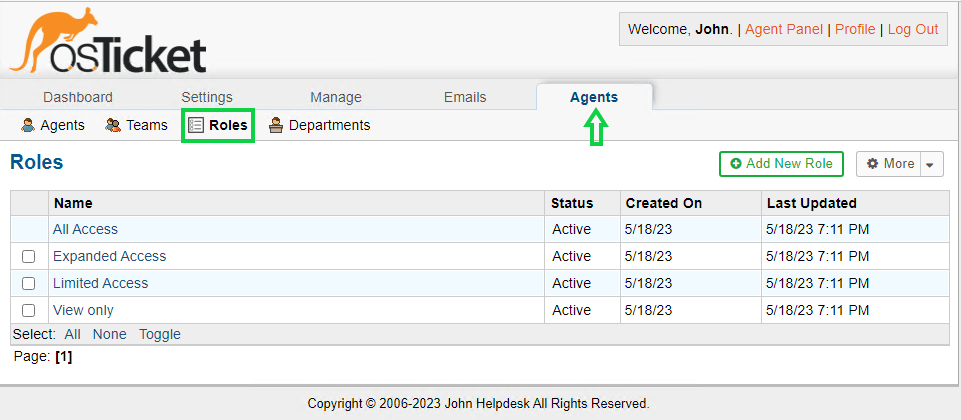 osTicket
Welcome, John. | Agent Panel | Profile | Log Out
Dashboard Settings Manage Emails Agents
Agents Teams Roles Departments
Roles
Add New Role More
Name Status Created On Last Updated
All Access Active 5/18/23 5/18/23 7:11 PM
Expanded Access Active 5/18/23 5/18/23 7:11 PM
Limited Access Active 5/18/23 5/18/23 7:11 PM
View only Active 5/18/23 5/18/23 7:11 PM
Select: All None Toggle
Page: [1]
Copyright © 2006-2023 John Helpdesk All Rights Reserved.